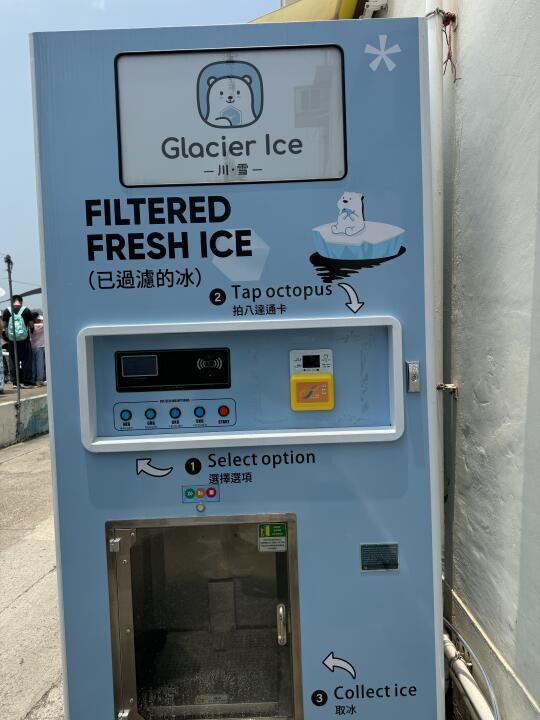 Glacier Ice
— 川·雪 —
FILTERED
FRESH ICE
(已過濾的冰)
2 Tap octopus
拍八達通卡
START
1 Select option
選擇選項
3 Collect ice
取冰